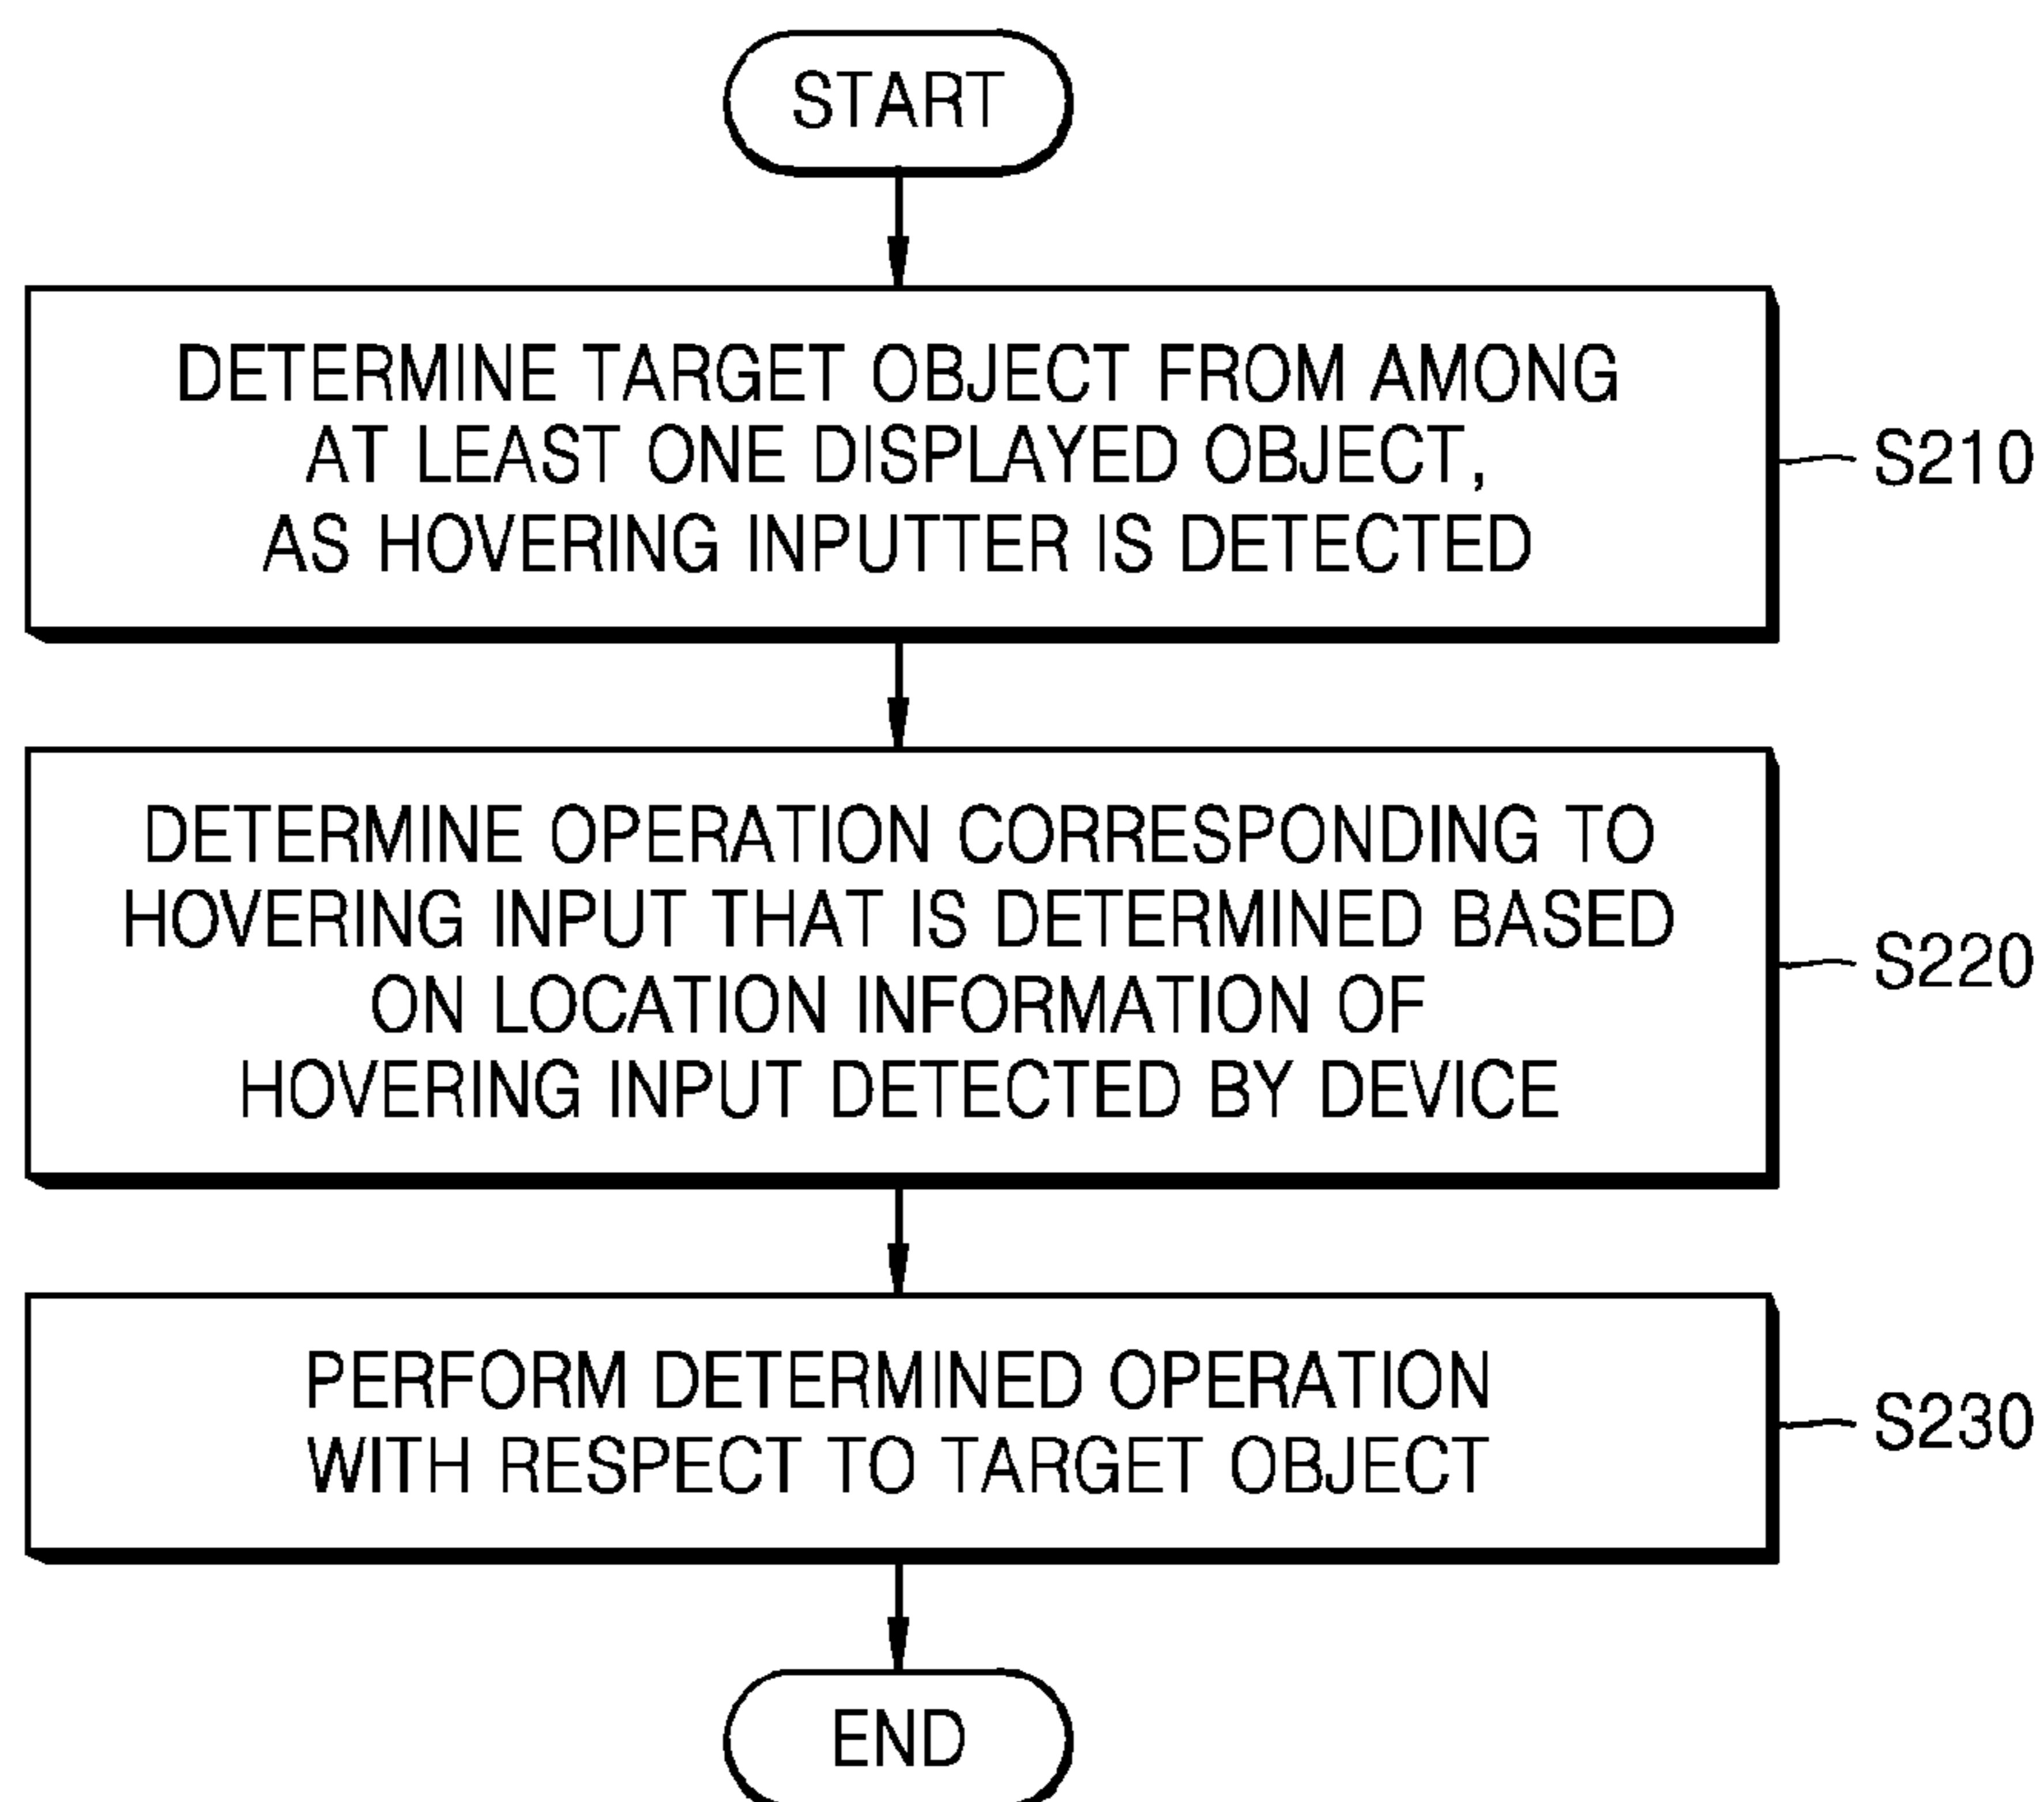 START
DETERMINE TARGET OBJECT FROM AMONG
AT LEAST ONE DISPLAYED OBJECT,
AS HOVERING INPUTTER IS DETECTED
S210
DETERMINE OPERATION CORRESPONDING TO
HOVERING INPUT THAT IS DETERMINED BASED
ON LOCATION INFORMATION OF
HOVERING INPUT DETECTED BY DEVICE
S220
PERFORM DETERMINED OPERATION
WITH RESPECT TO TARGET OBJECT
S230
END